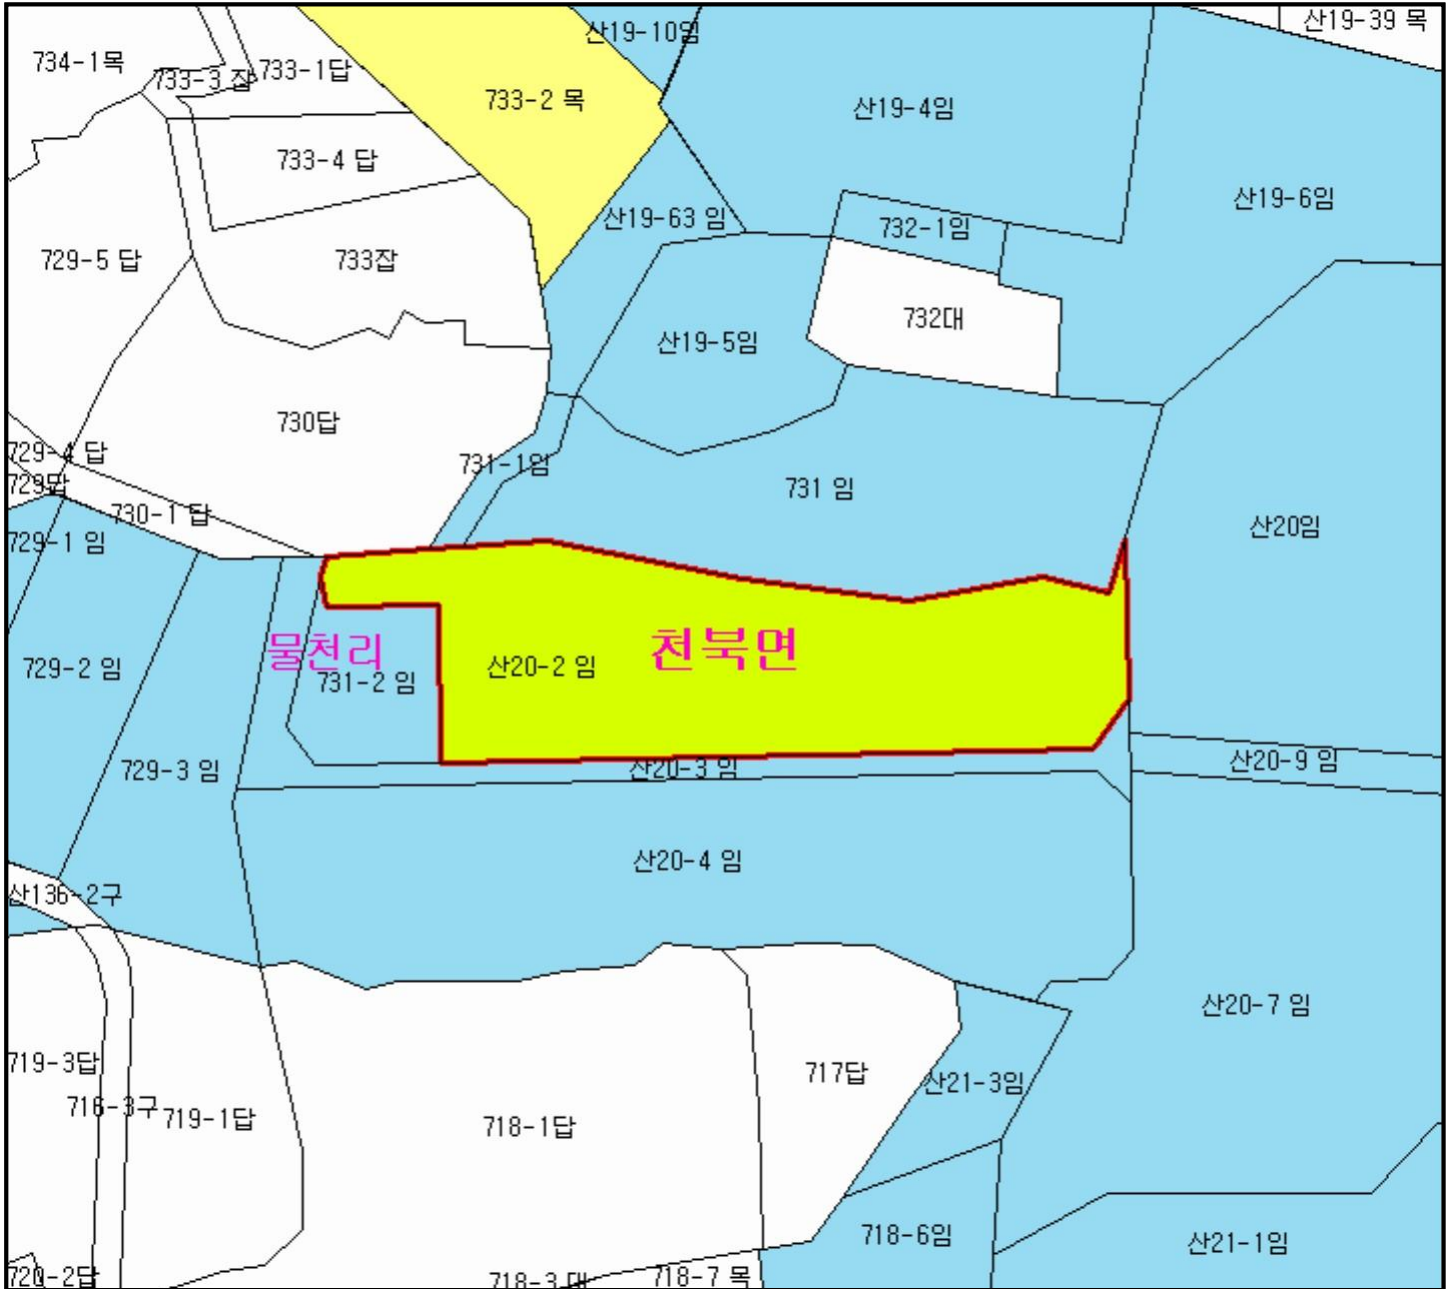 산19-39 목
산19-10임
734-1목
733-3 잡
733-1답
733-2 목
산19-4임
733-4 답
산19-6임
산19-63 임
732-1임
729-5 답
733잡
732대
산19-5임
730답
729-4 답
731-1임
729답
731 임
730-1 답
산20임
729-1 임
물천리
천북면
729-2 임
731-2 임
산20-2 임
729-3 임
산20-3 임
산20-9 임
산20-4 임
산136-2구
산20-7 임
719-3답
717답
산21-3임
716-3구
719-1답
718-1답
718-6임
산21-1임
720-2답
718-3 대
718-7 목